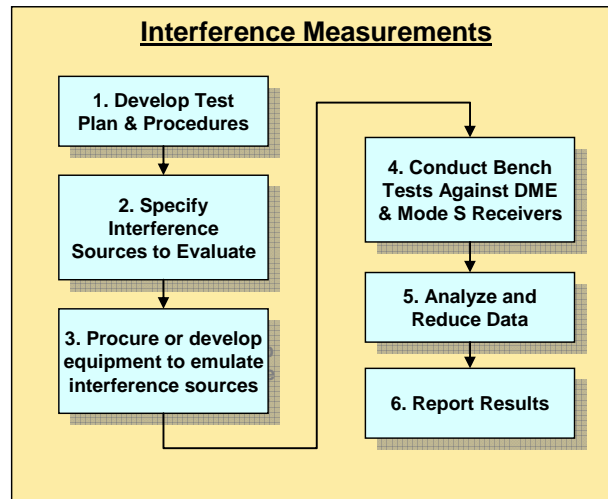 Interference Measurements
1. Develop Test
Plan & Procedures
2. Specify
Interference
Sources to Evaluate
3. Procure or develop
equipment to emulate
interference sources
4. Conduct Bench
Tests Against DME
& Mode S Receivers
5. Analyze and
Reduce Data
6. Report Results